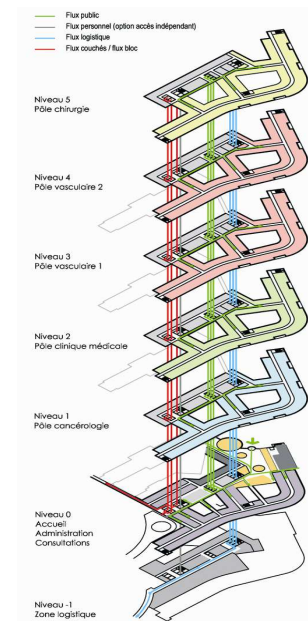 Flux public
Flux personnel (option accès indépendant)
Flux logistique
Flux couchés / flux bloc
Niveau 5
Pôle chirurgie
Niveau 4
Pôle vasculaire 2
Niveau 3
Pôle vasculaire 1
Niveau 2
Pôle clinique médicale
Niveau 1
Pôle cancérologie
Niveau 0
Accueil
Administration
Consultations
Niveau -1
Zone logistique